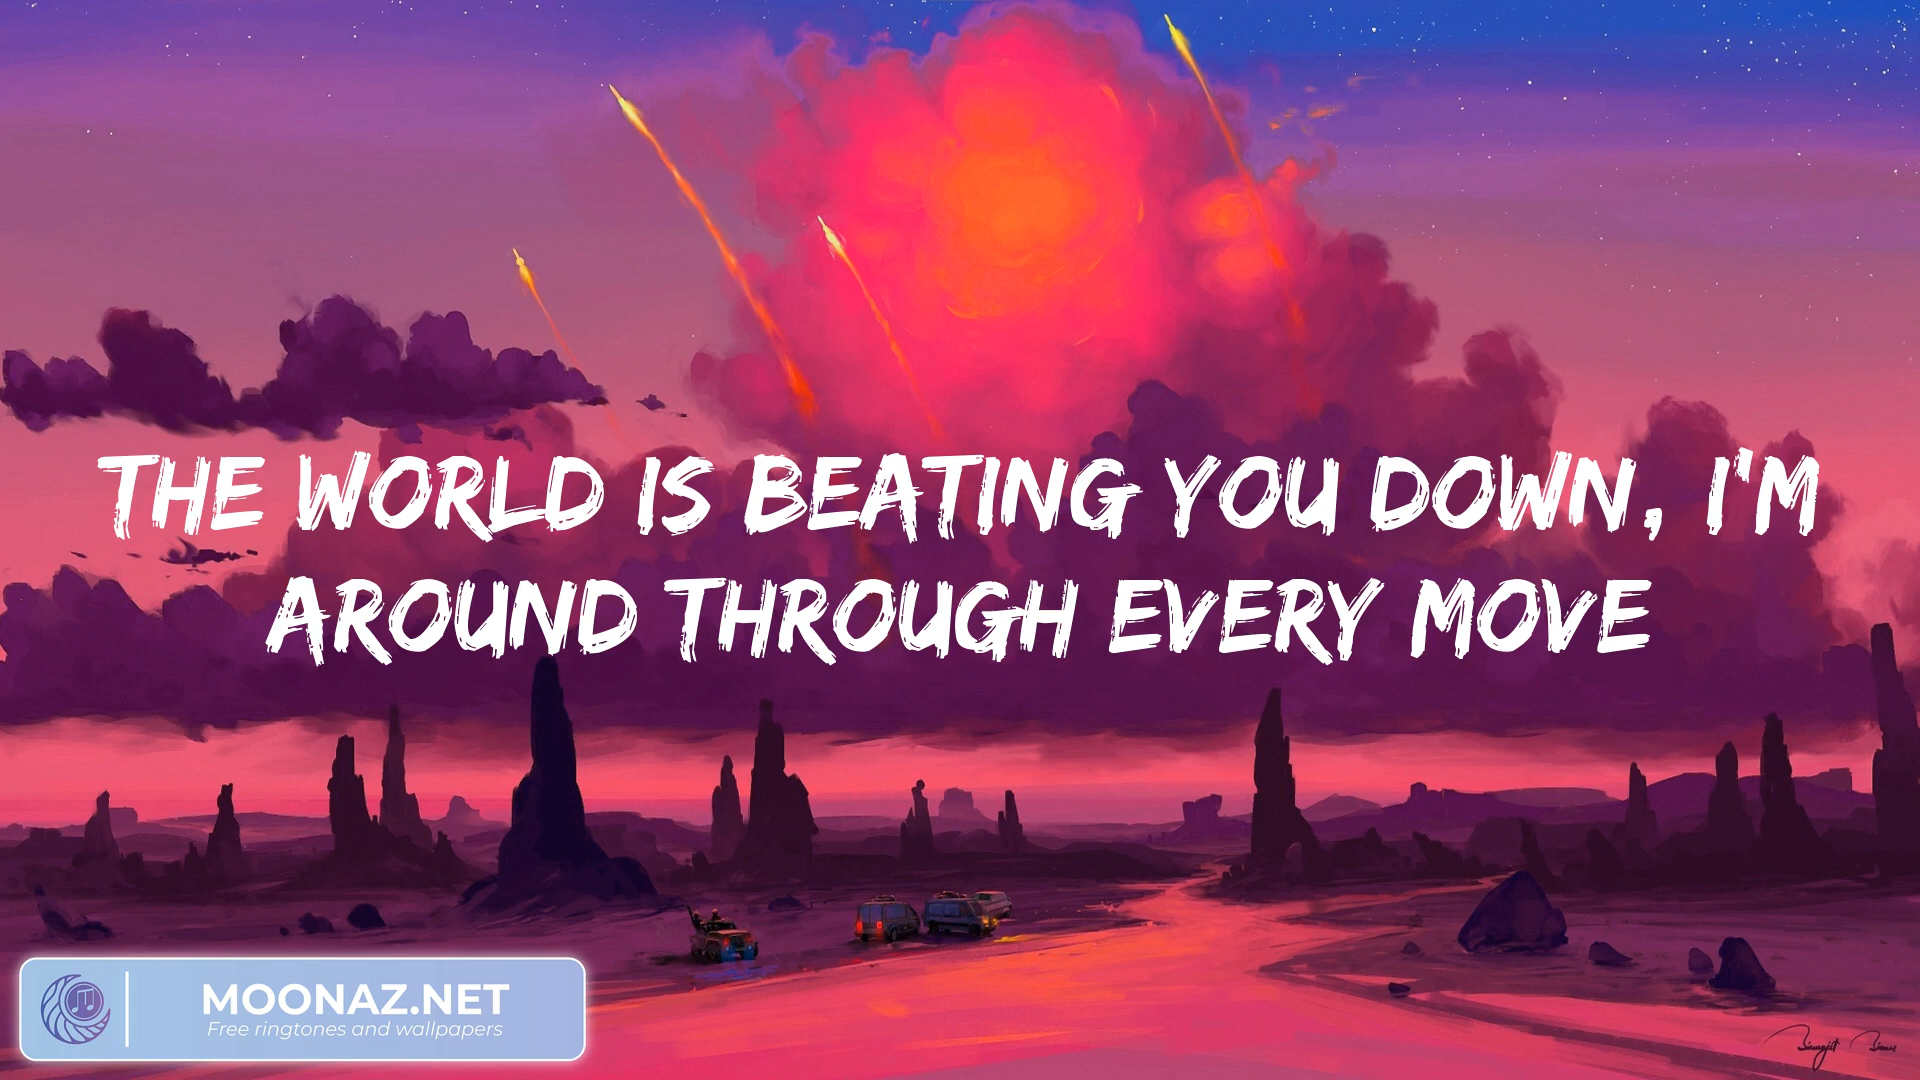 THE WORLD IS BEATING YOU DOWN, I'M
AROUND THROUGH EVERY MOVE
MOONAZ.NET
Free ringtones and wallpapers